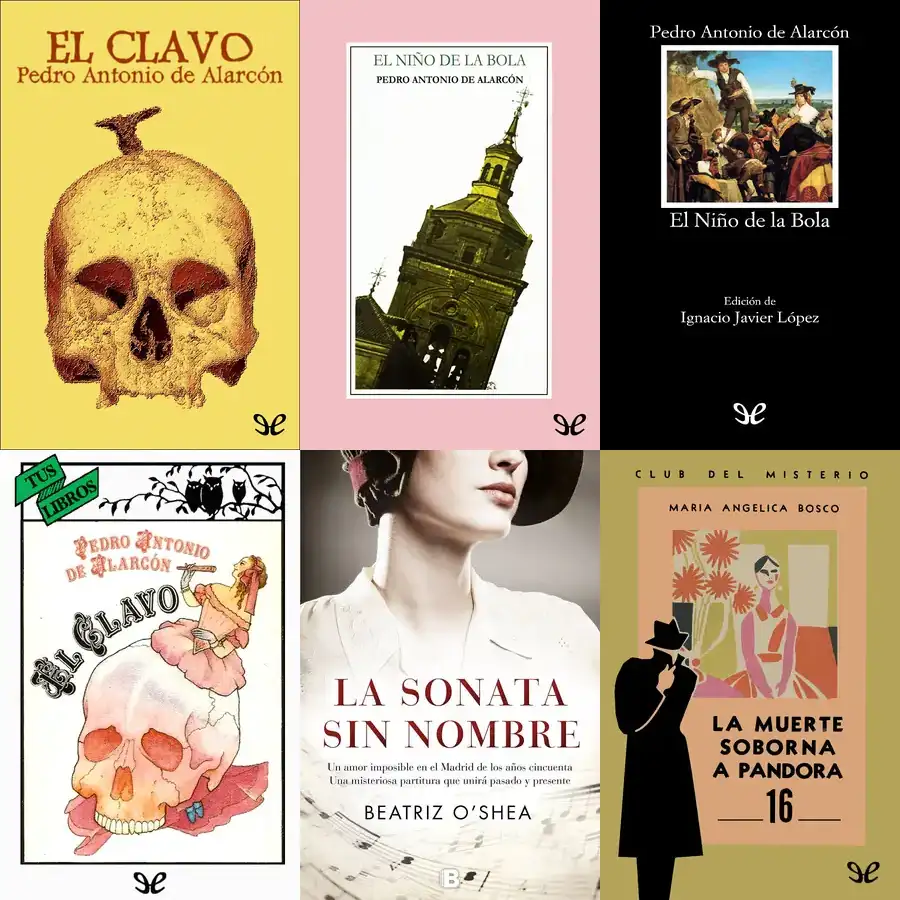 EL CLAVO
Pedro Antonio de Alarcón
EL NIÑO DE LA BOLA
PEDRO ANTONIO DE ALARCÓN
Pedro Antonio de Alarcón
El Niño de la Bola
Edición de
Ignacio Javier López
TUS
LIBROS
PEDRO ANTONIO
DE ALARCÓN
EL CLAVO
LA SONATA
SIN NOMBRE
Un amor imposible en el Madrid de los años cincuenta
Una misteriosa partitura que unirá pasado y presente
BEATRIZ O'SHEA
B
CLUB DEL MISTERIO
MARIA ANGELICA BOSCO
LA MUERTE
SOBORNA
A PANDORA
16